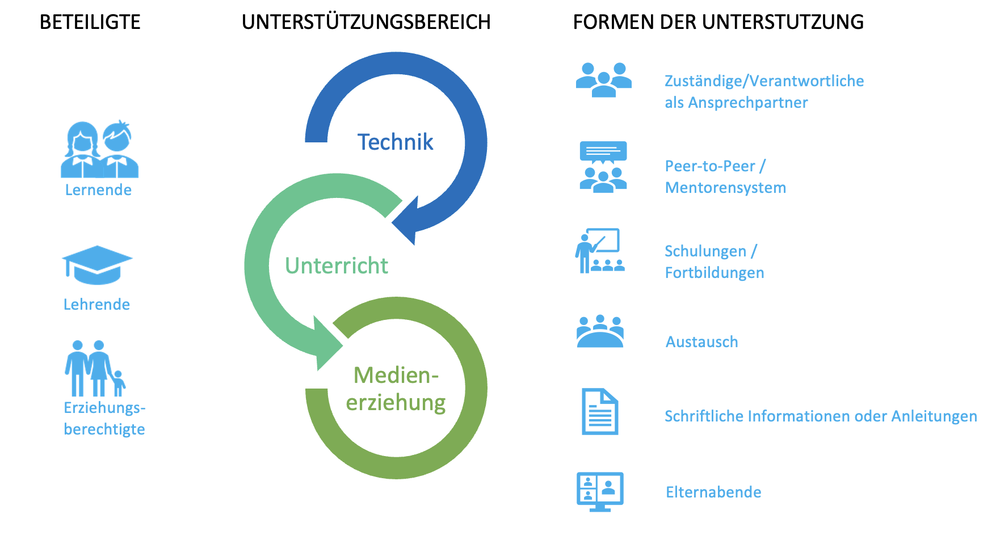 BETEILIGTE
Lernende
Lehrende
Erziehungs-
berechtigte
UNTERSTÜTZUNGSBEREICH
Technik
Unterricht
Medien-
erziehung
FORMEN DER UNTERSTUTZUNG
Zuständige/Verantwortliche
als Ansprechpartner
Peer-to-Peer /
Mentorensystem
Schulungen /
Fortbildungen
Austausch
Schriftliche Informationen oder Anleitungen
Elternabende